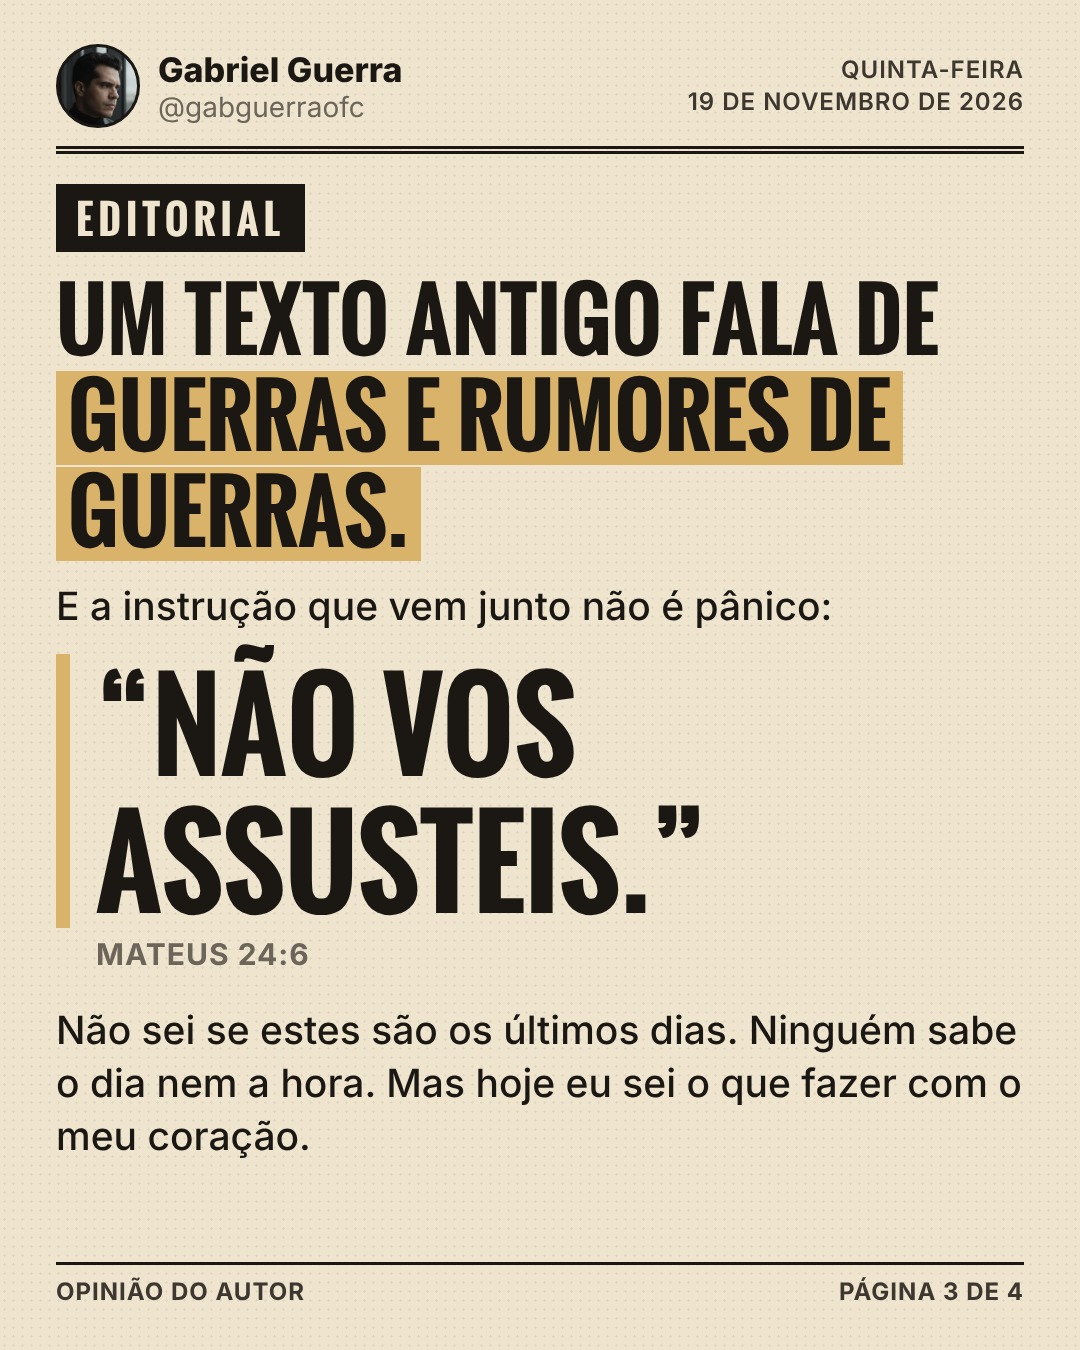 Gabriel Guerra
@gabguerraofc
QUINTA-FEIRA
19 DE NOVEMBRO DE 2026
EDITORIAL
UM TEXTO ANTIGO FALA DE
GUERRAS E RUMORES DE
GUERRAS.
E a instrução que vem junto não é pânico:
“NÃO VOS
ASSUSTEIS.”
MATEUS 24:6
Não sei se estes são os últimos dias. Ninguém sabe
o dia nem a hora. Mas hoje eu sei o que fazer com o
meu coração.
OPINIÃO DO AUTOR
PÁGINA 3 DE 4